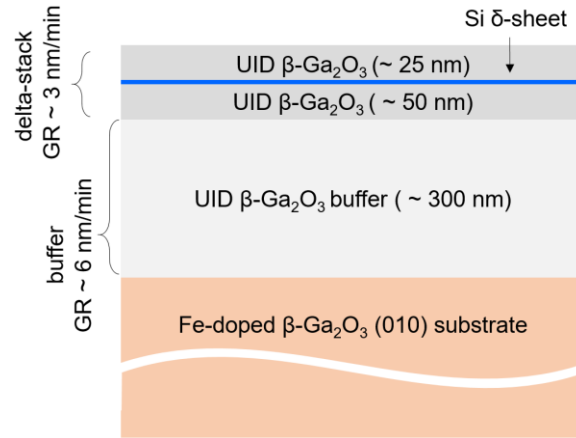 Si δ-sheet
delta-stack
GR ~ 3 nm/min
UID β-Ga₂O₃ (~ 25 nm)
UID β-Ga₂O₃ ( ~ 50 nm)
buffer
GR ~ 6 nm/min
UID β-Ga₂O₃ buffer ( ~ 300 nm)
Fe-doped β-Ga₂O₃ (010) substrate